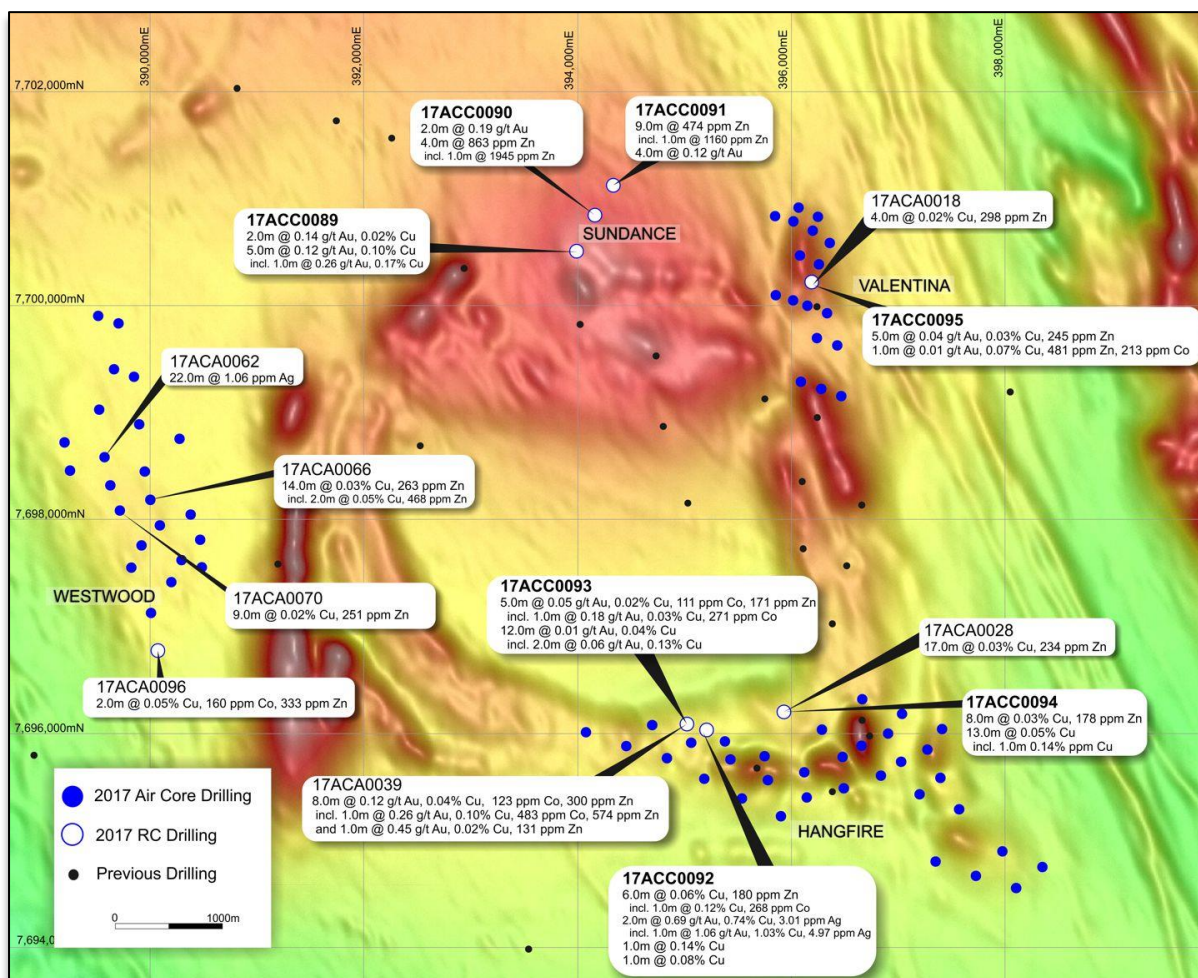 390,000mE
392,000mE
394,000mE
396,000mE
398,000mE
7,702,000mN
17ACC0090
2.0m @ 0.19 g/t Au
4.0m @ 863 ppm Zn
incl. 1.0m @ 1945 ppm Zn
17ACC0091
9.0m @ 474 ppm Zn
incl. 1.0m @ 1160 ppm Zn
4.0m @ 0.12 g/t Au
17ACA0018
4.0m @ 0.02% Cu, 298 ppm Zn
17ACC0089
2.0m @ 0.14 g/t Au, 0.02% Cu
5.0m @ 0.12 g/t Au, 0.10% Cu
incl. 1.0m @ 0.26 g/t Au, 0.17% Cu
SUNDANCE
VALENTINA
7,700,000mN
17ACC0095
5.0m @ 0.04 g/t Au, 0.03% Cu, 245 ppm Zn
1.0m @ 0.01 g/t Au, 0.07% Cu, 481 ppm Zn, 213 ppm Co
17ACA0062
22.0m @ 1.06 ppm Ag
17ACA0066
14.0m @ 0.03% Cu, 263 ppm Zn
incl. 2.0m @ 0.05% Cu, 468 ppm Zn
7,698,000mN
WESTWOOD
17ACA0070
9.0m @ 0.02% Cu, 251 ppm Zn
17ACC0093
5.0m @ 0.05 g/t Au, 0.02% Cu, 111 ppm Co, 171 ppm Zn
incl. 1.0m @ 0.18 g/t Au, 0.03% Cu, 271 ppm Co
12.0m @ 0.01 g/t Au, 0.04% Cu
incl. 2.0m @ 0.06 g/t Au, 0.13% Cu
17ACA0028
17.0m @ 0.03% Cu, 234 ppm Zn
17ACA0096
2.0m @ 0.05% Cu, 160 ppm Co, 333 ppm Zn
17ACC0094
8.0m @ 0.03% Cu, 178 ppm Zn
13.0m @ 0.05% Cu
incl. 1.0m 0.14% ppm Cu
7,696,000mN
17ACA0039
8.0m @ 0.12 g/t Au, 0.04% Cu, 123 ppm Co, 300 ppm Zn
incl. 1.0m @ 0.26 g/t Au, 0.10% Cu, 483 ppm Co, 574 ppm Zn
and 1.0m @ 0.45 g/t Au, 0.02% Cu, 131 ppm Zn
HANGFIRE
17ACC0092
6.0m @ 0.06% Cu, 180 ppm Zn
incl. 1.0m @ 0.12% Cu, 268 ppm Co
2.0m @ 0.69 g/t Au, 0.74% Cu, 3.01 ppm Ag
incl. 1.0m @ 1.06 g/t Au, 1.03% Cu, 4.97 ppm Ag
1.0m @ 0.14% Cu
1.0m @ 0.08% Cu
2017 Air Core Drilling
2017 RC Drilling
Previous Drilling
0 1000m
7,694,0